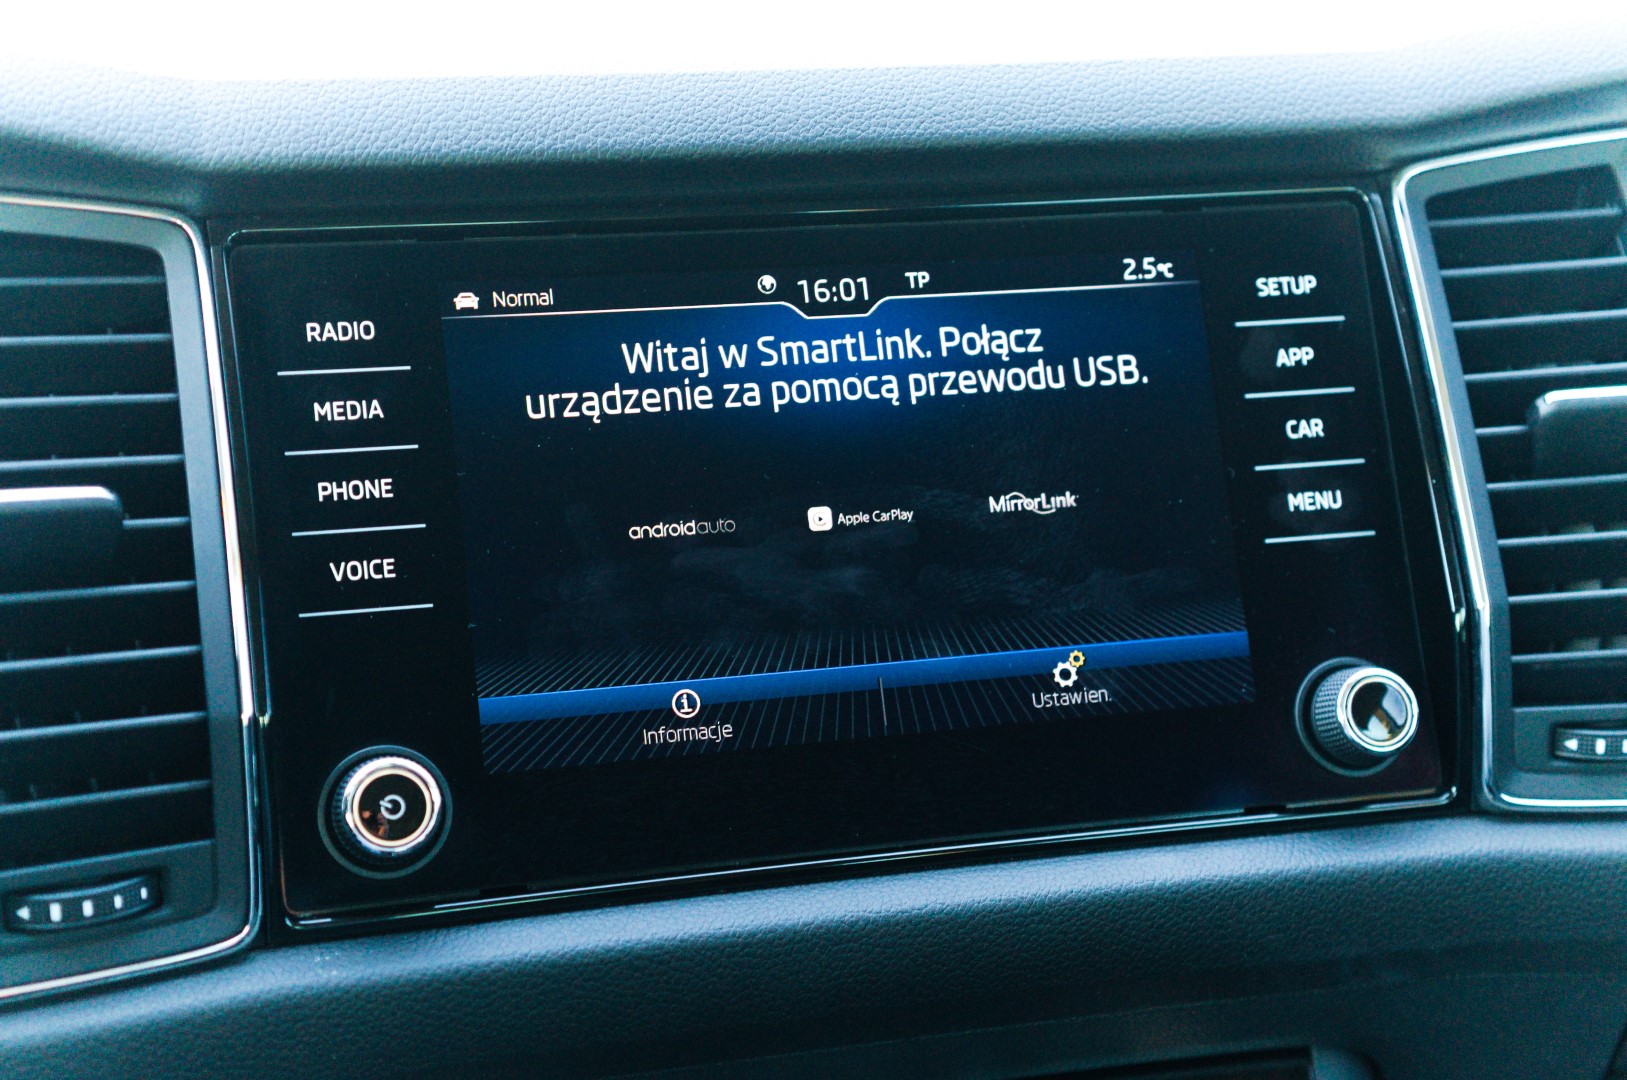 Normal 16:01 TP 2.5°C
Witaj w SmartLink. Połącz
urządzenie za pomocą przewodu USB.
androidauto Apple CarPlay MirrorLink
Informacje Ustawien.
RADIO
MEDIA
PHONE
VOICE
SETUP
APP
CAR
MENU